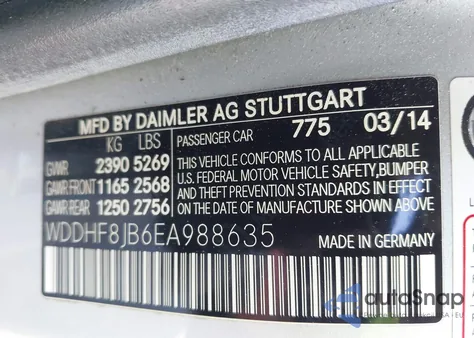 MFD BY DAIMLER AG STUTTGART
KG LBS
PASSENGER CAR 775 03/14
GVWR 2390 5269
GAWR FRONT 1165 2568
GAWR REAR 1250 2756
THIS VEHICLE CONFORMS TO ALL APPLICABLE
U.S. FEDERAL MOTOR VEHICLE SAFETY, BUMPER
AND THEFT PREVENTION STANDARDS IN EFFECT
ON THE DATE OF MANUFACTURE SHOWN ABOVE
WDDHF8JB6EA988635
MADE IN GERMANY
autoSnap